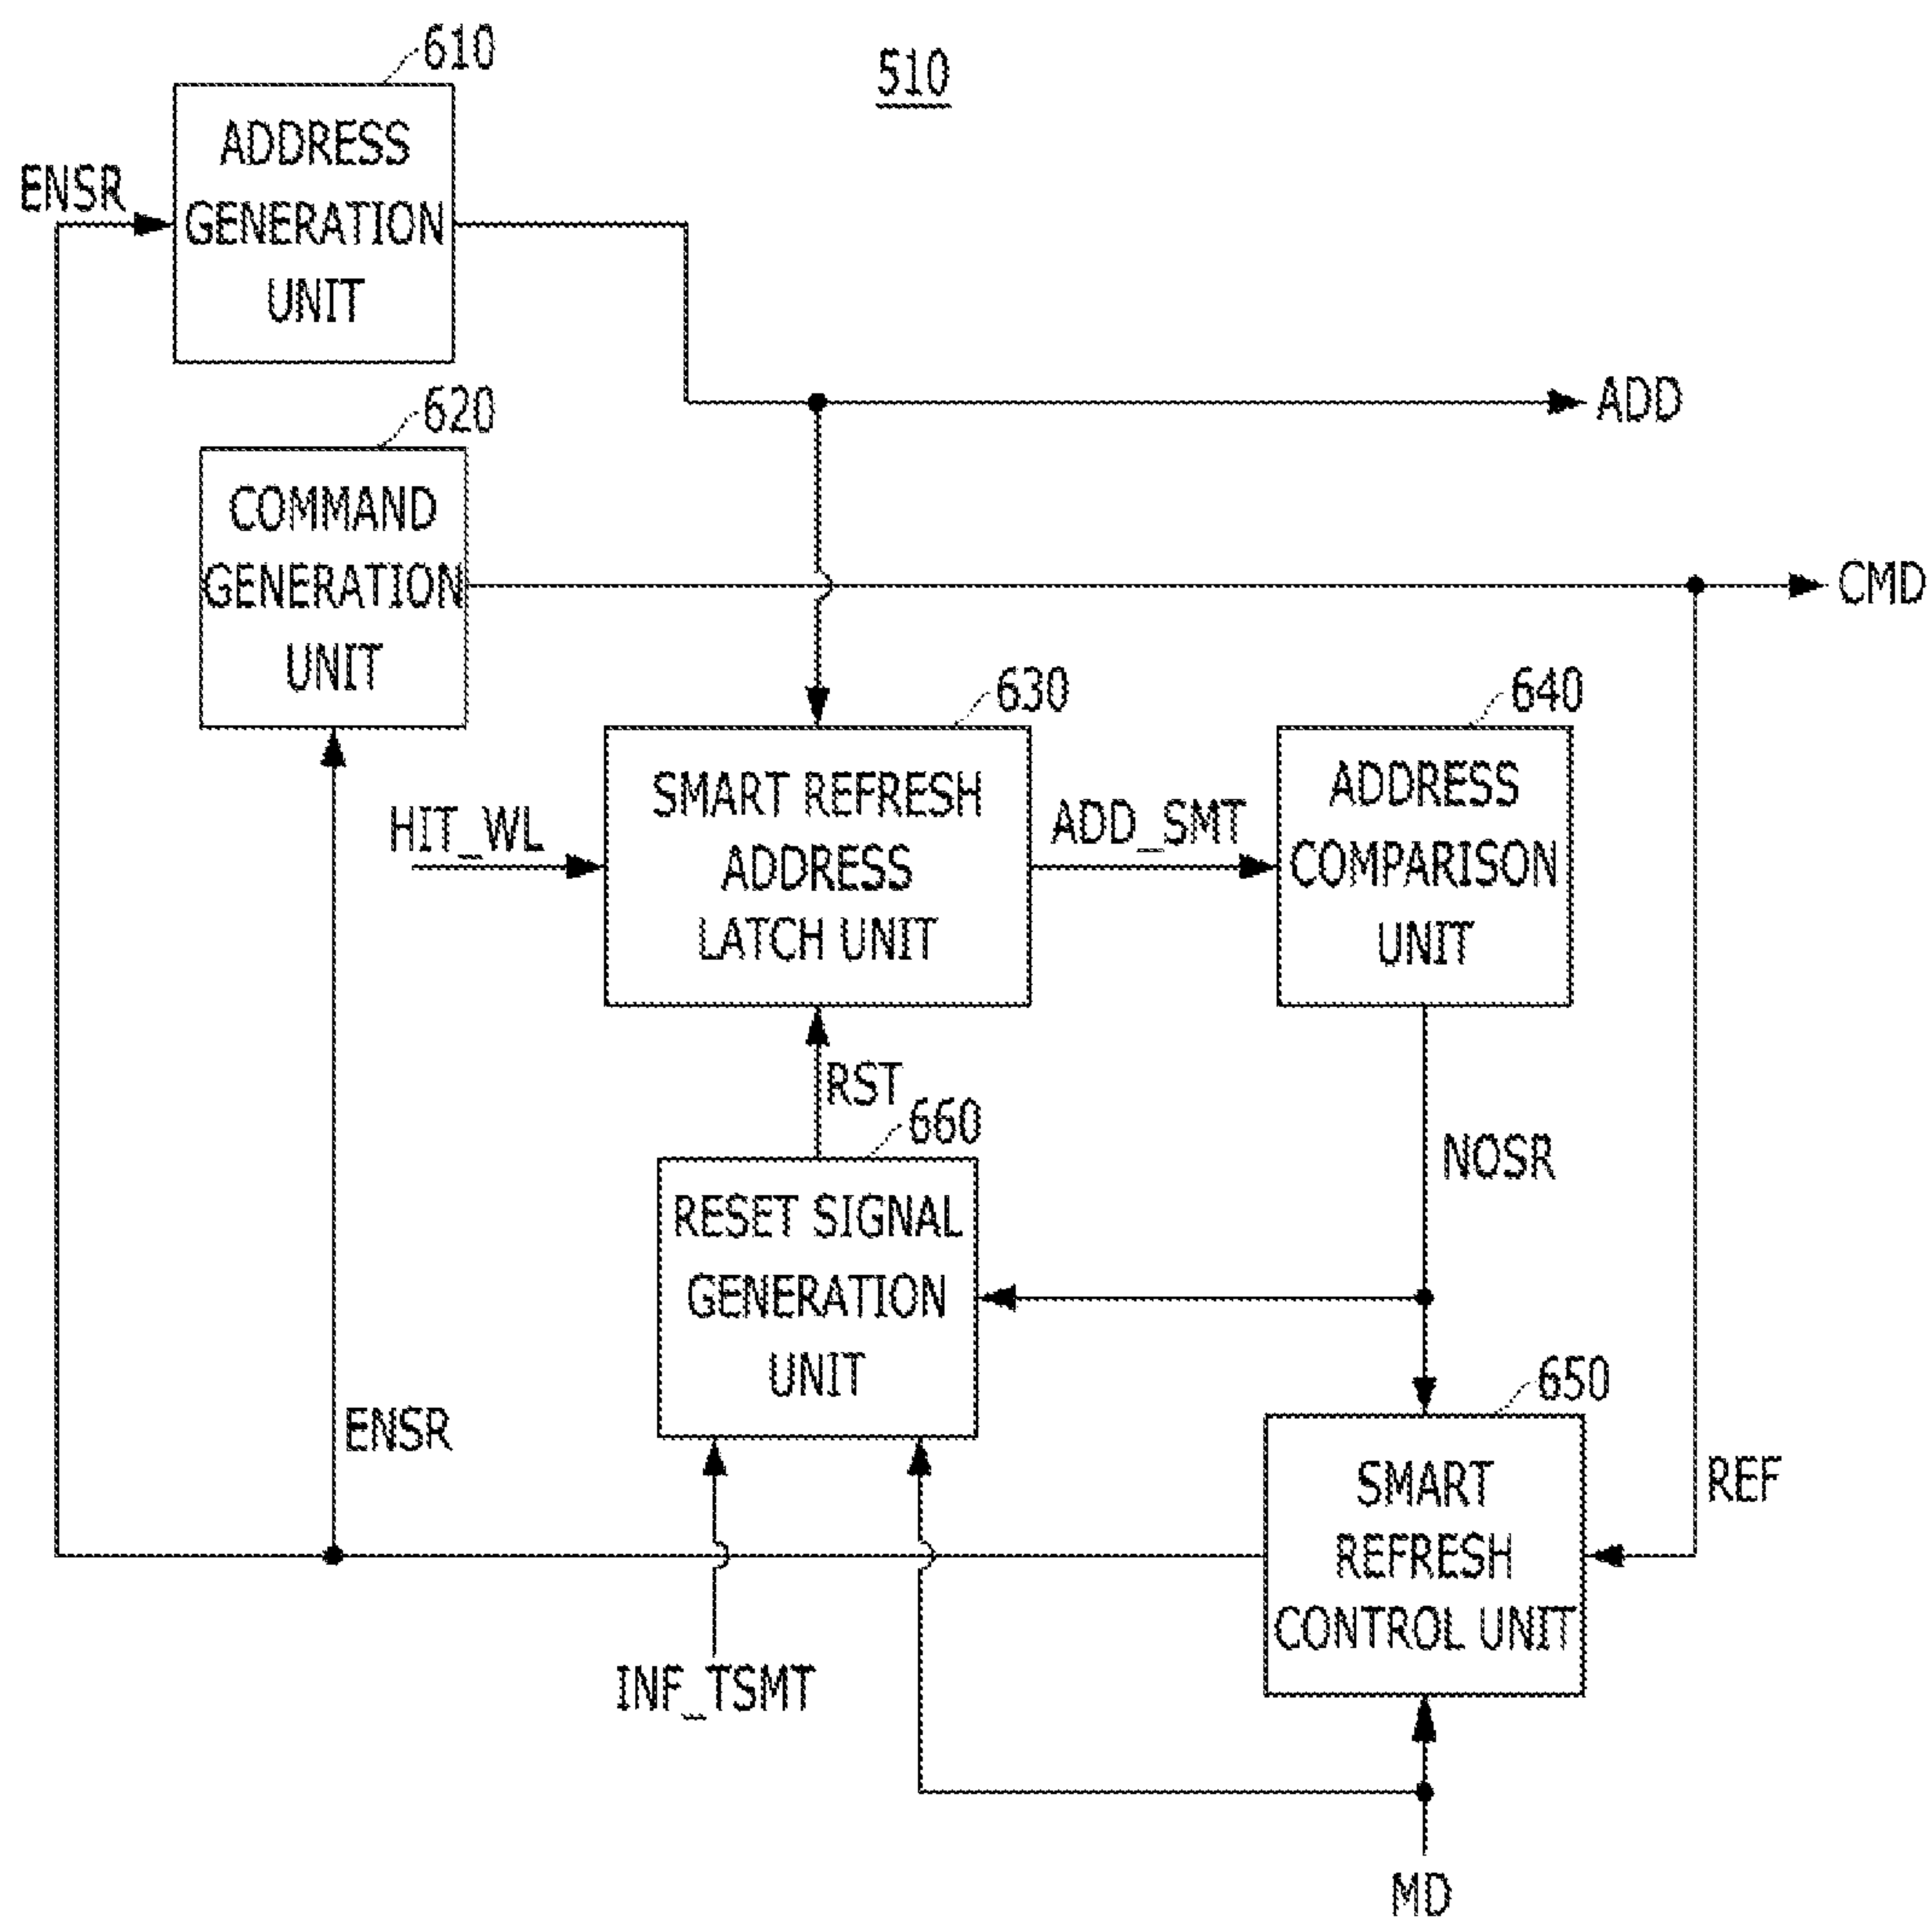 610
510
ADDRESS
GENERATION
UNIT
ENSR
ADD
620
COMMAND
GENERATION
UNIT
CMD
630
640
HIT_WL
SMART REFRESH
ADDRESS
LATCH UNIT
ADD_SMT
ADDRESS
COMPARISON
UNIT
RST
660
NOSR
RESET SIGNAL
GENERATION
UNIT
650
ENSR
SMART
REFRESH
CONTROL UNIT
REF
INF_TSMT
MD